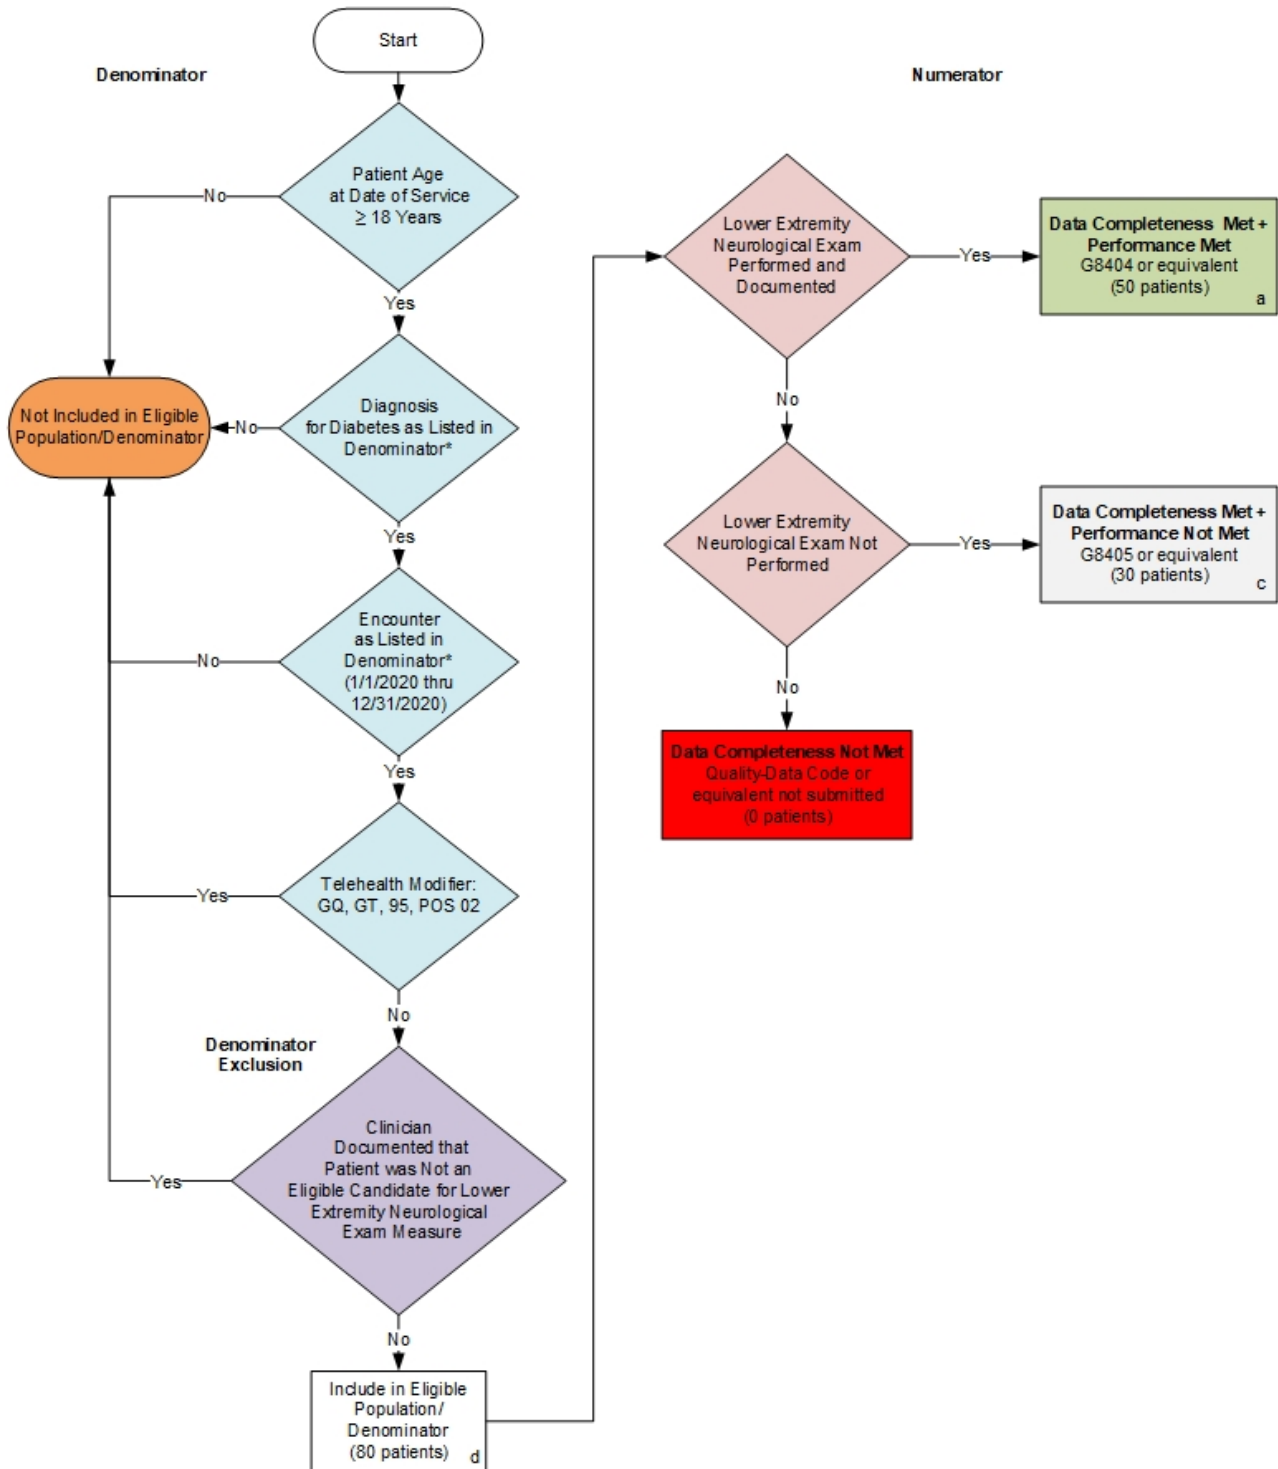 Start
Denominator
Patient Age
at Date of Service
≥ 18 Years
No
Yes
Diagnosis
for Diabetes as Listed in
Denominator*
No
Not Included in Eligible
Population/Denominator
Yes
Encounter
as Listed in
Denominator*
(1/1/2020 thru
12/31/2020)
No
Yes
Telehealth Modifier:
GQ, GT, 95, POS 02
Yes
No
Denominator
Exclusion
Clinician
Documented that
Patient was Not an
Eligible Candidate for Lower
Extremity Neurological
Exam Measure
Yes
No
Include in Eligible
Population/
Denominator
(80 patients)
d
Numerator
Lower Extremity
Neurological Exam
Performed and
Documented
Yes
Data Completeness Met +
Performance Met
G8404 or equivalent
(50 patients)
a
No
Lower Extremity
Neurological Exam Not
Performed
Yes
Data Completeness Met +
Performance Not Met
G8405 or equivalent
(30 patients)
c
No
Data Completeness Not Met
Quality-Data Code or
equivalent not submitted
(0 patients)